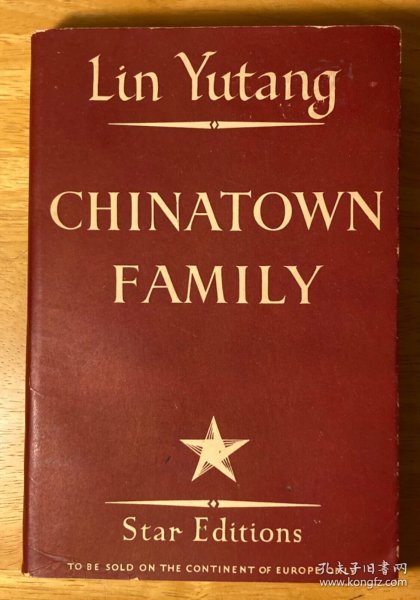 Lin Yutang
CHINATOWN
FAMILY
Star Editions
TO BE SOLD ON THE CONTINENT OF EUROPE
孔夫子旧书网
www.kongfz.com